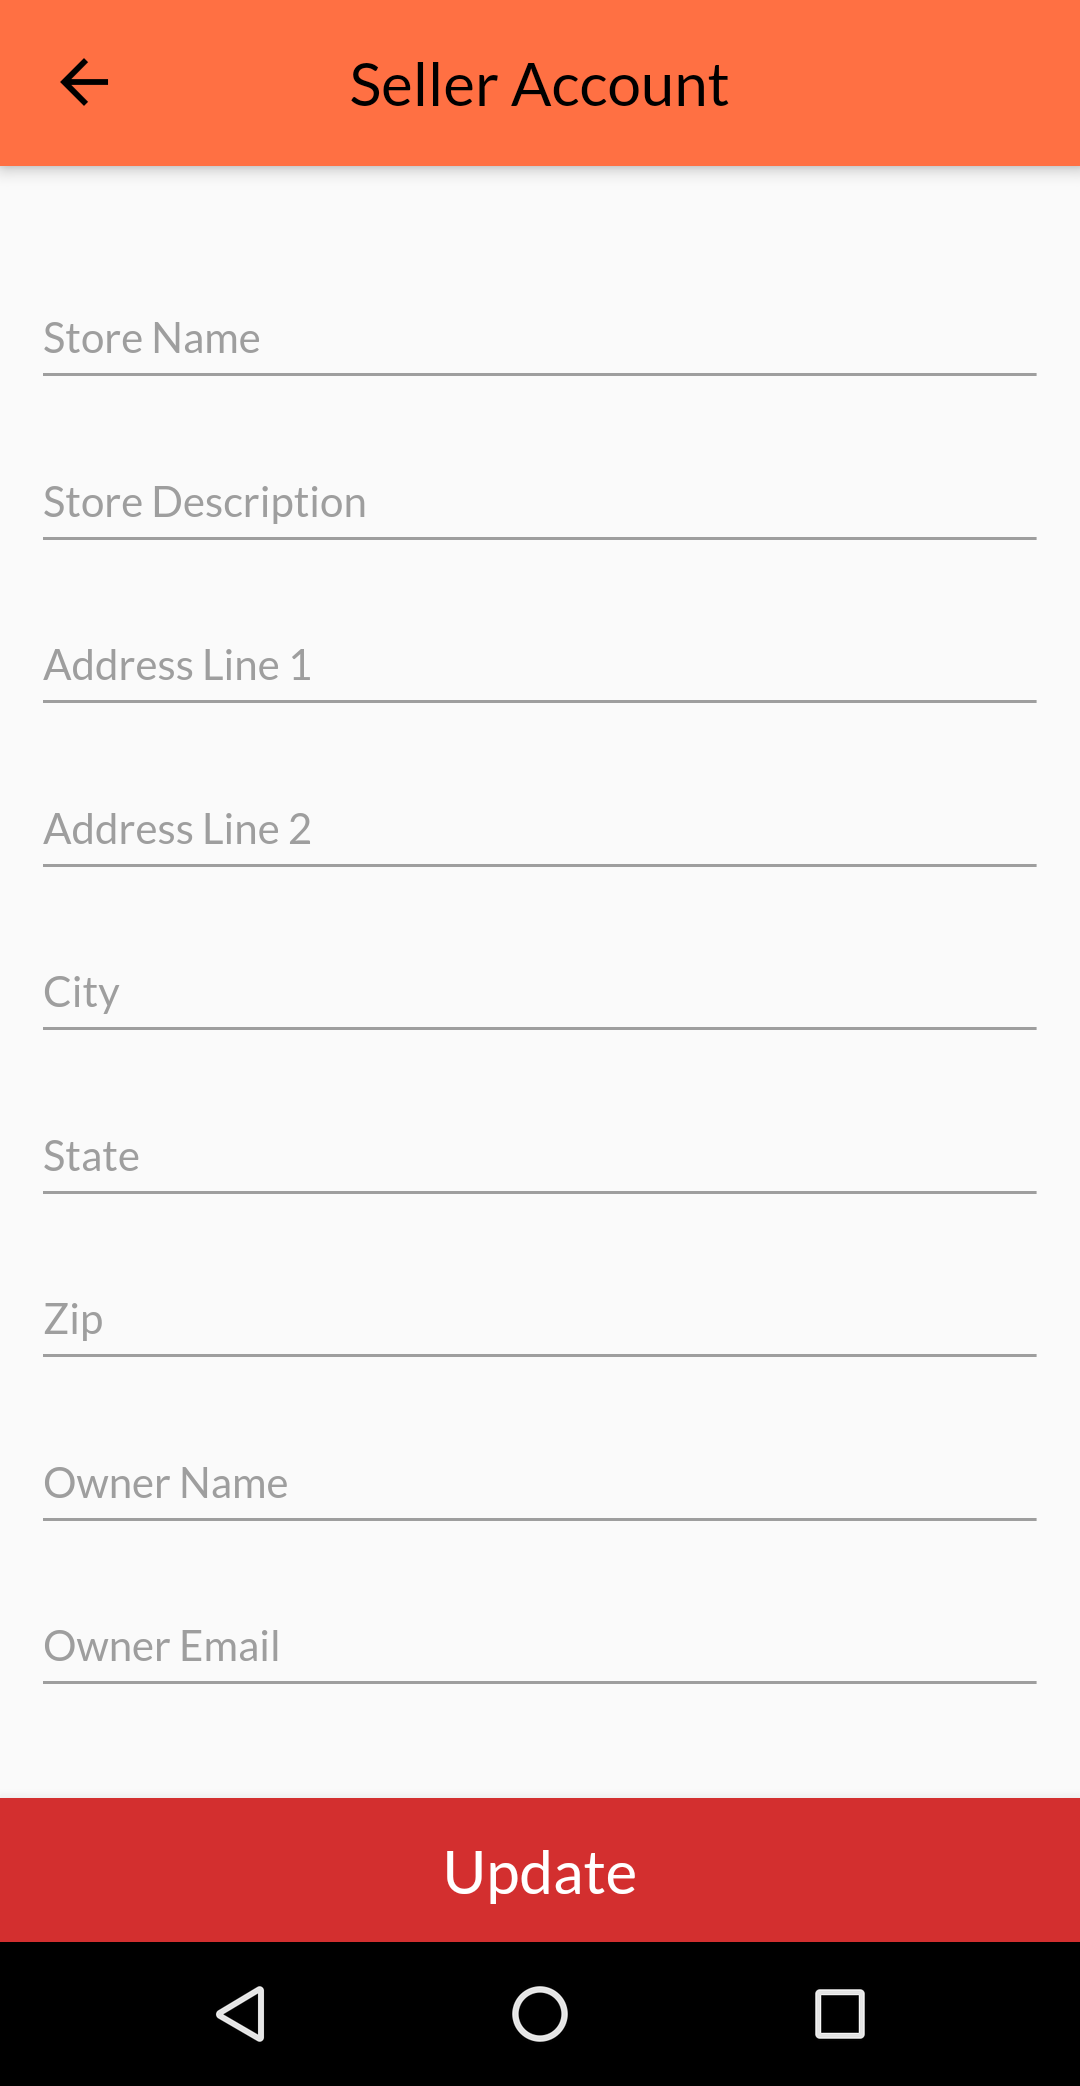 Seller Account
Store Name
Store Description
Address Line 1
Address Line 2
City
State
Zip
Owner Name
Owner Email
Update